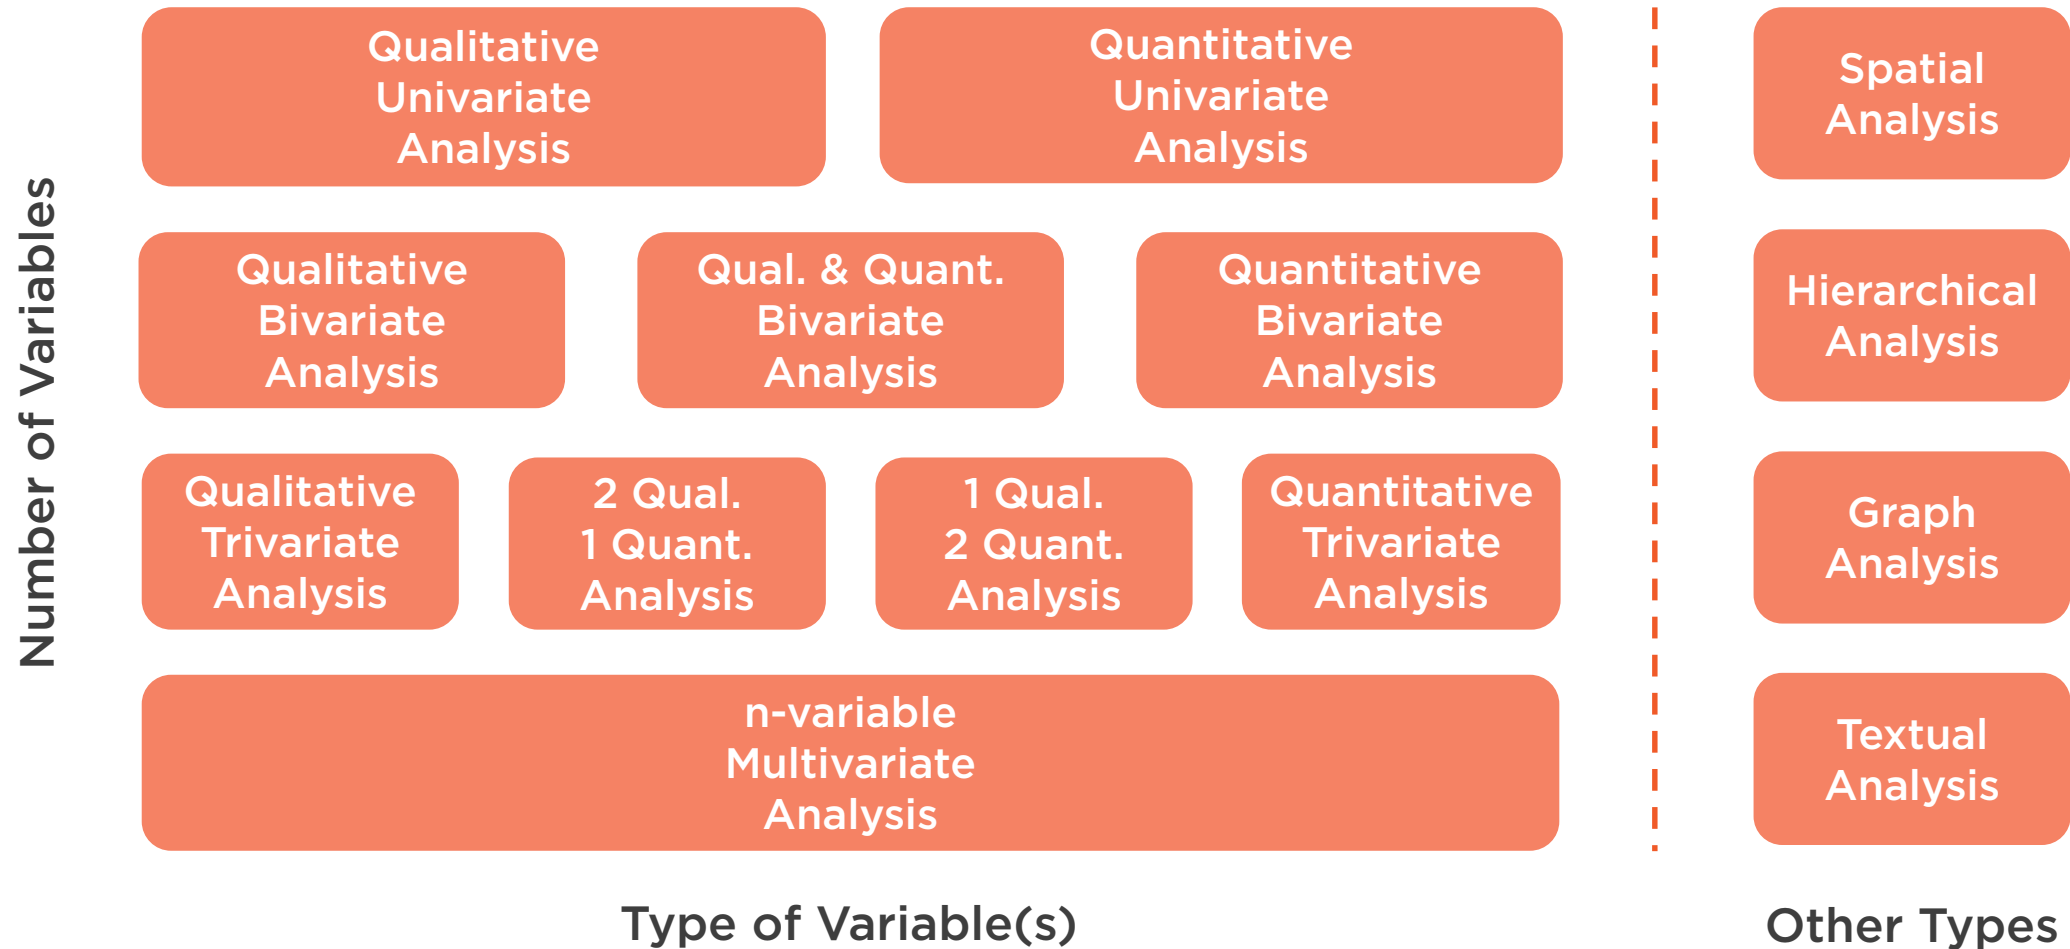 Number of Variables
Qualitative
Univariate
Analysis
Quantitative
Univariate
Analysis
Qualitative
Bivariate
Analysis
Qual. & Quant.
Bivariate
Analysis
Quantitative
Bivariate
Analysis
Qualitative
Trivariate
Analysis
2 Qual.
1 Quant.
Analysis
1 Qual.
2 Quant.
Analysis
Quantitative
Trivariate
Analysis
n-variable
Multivariate
Analysis
Type of Variable(s)
Spatial
Analysis
Hierarchical
Analysis
Graph
Analysis
Textual
Analysis
Other Types